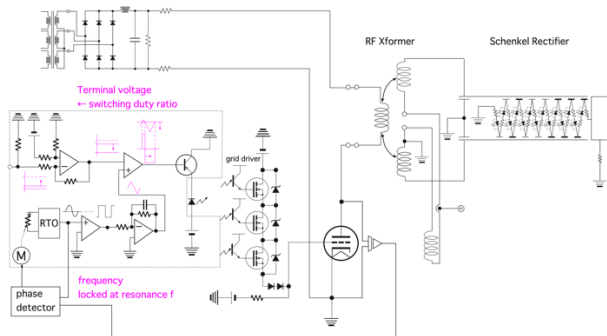 RF Xformer
Schenkel Rectifier
Terminal voltage
← switching duty ratio
grid driver
RTO
M
frequency
locked at resonance f
phase
detector